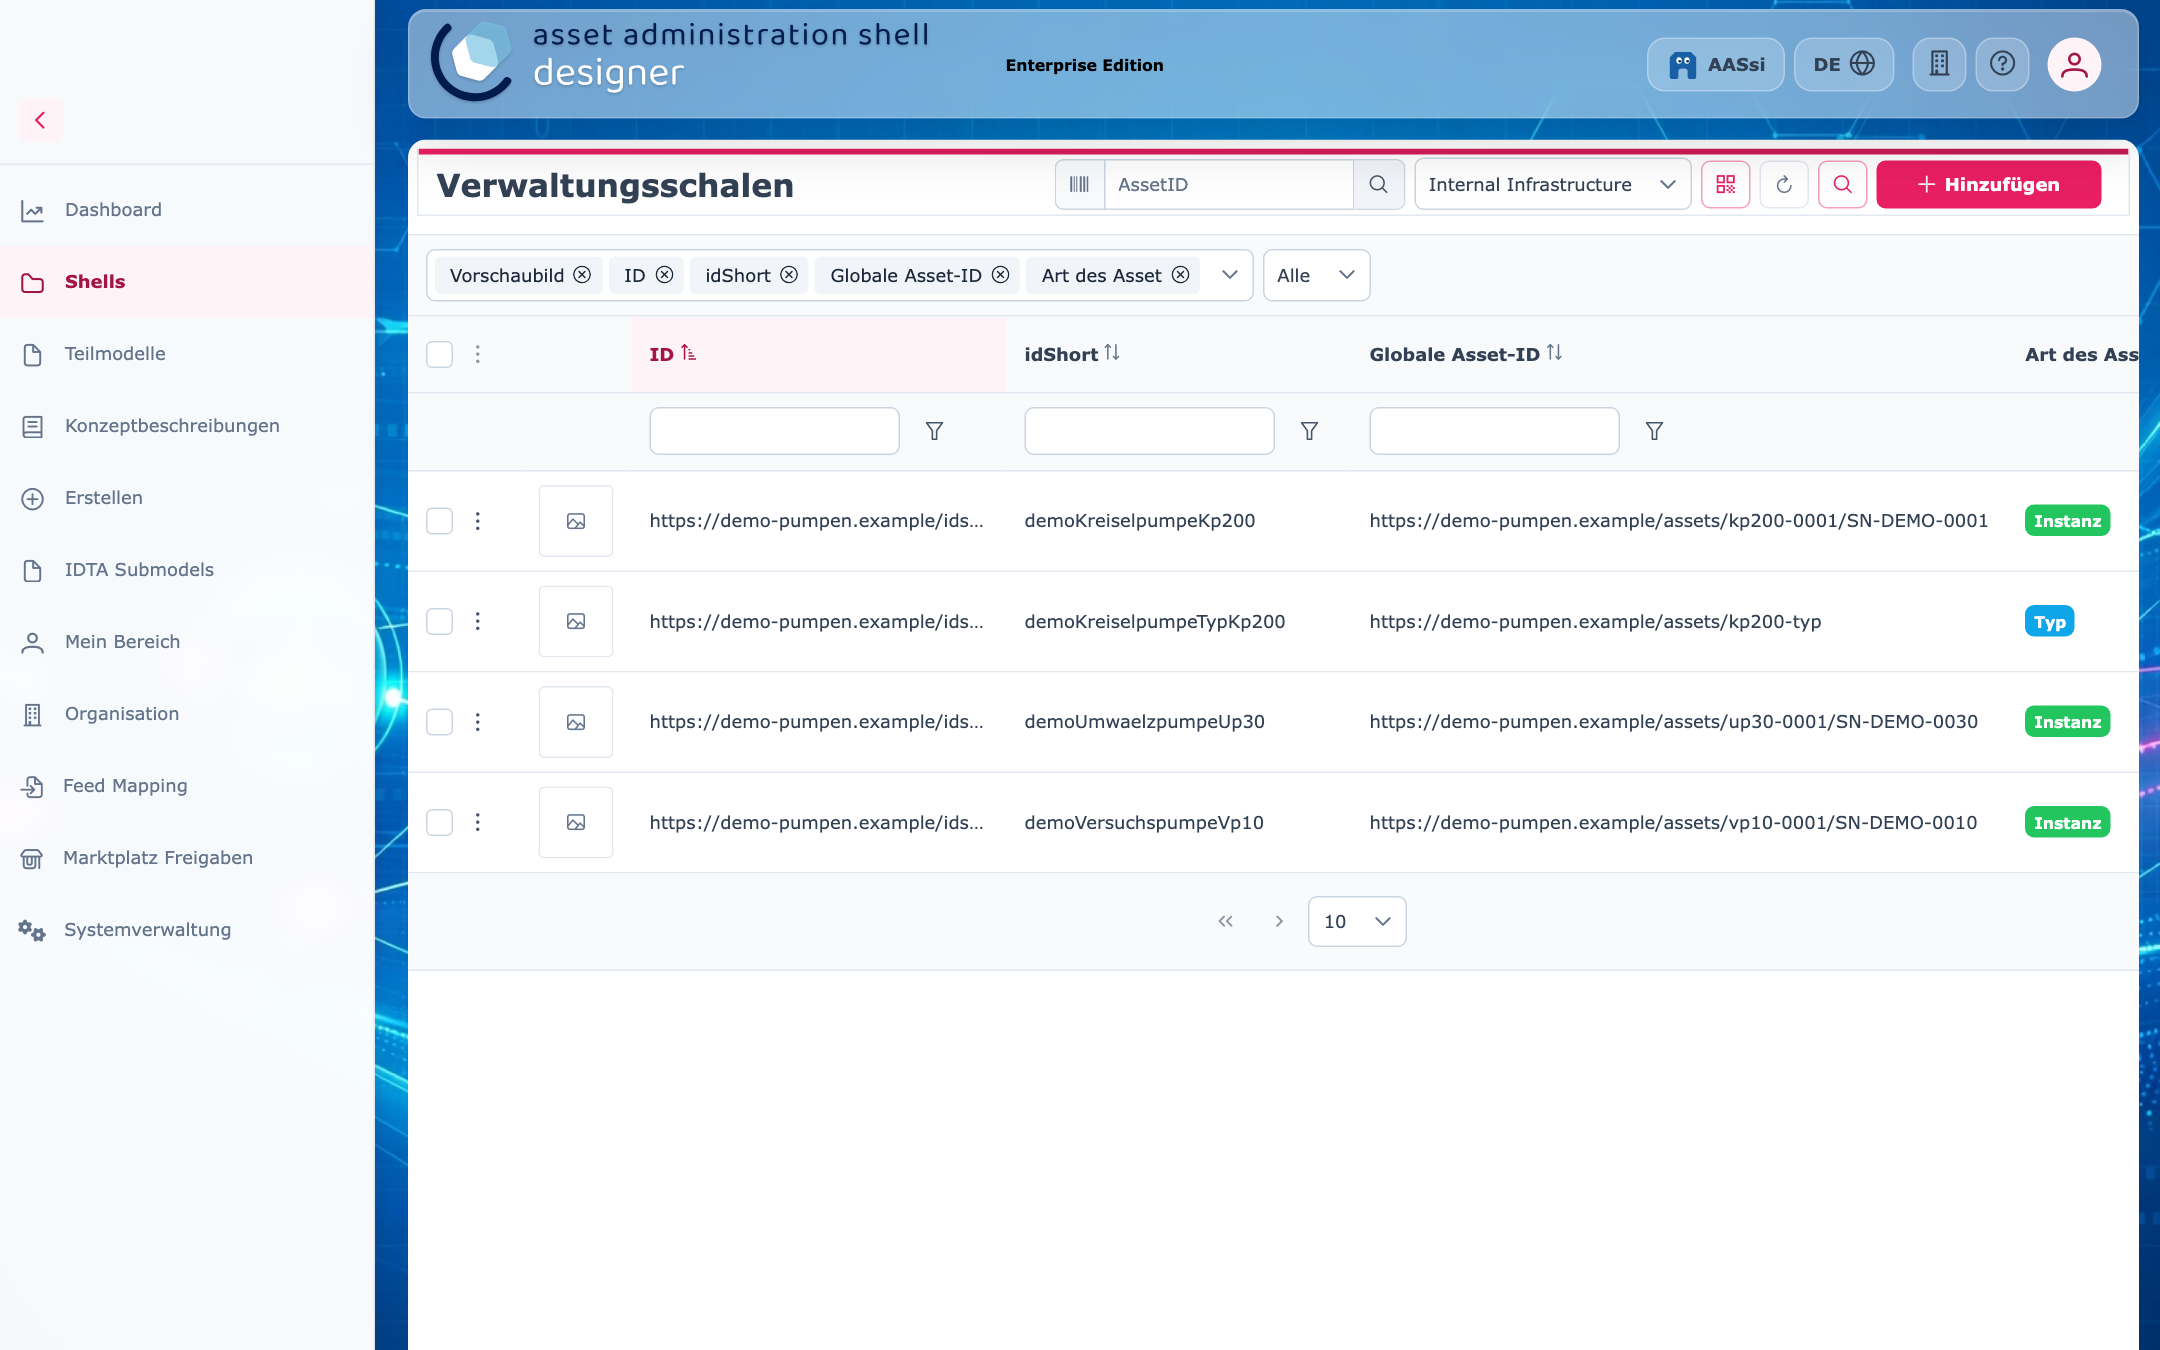 asset administration shell
designer
Enterprise Edition
AASsi
DE
Dashboard
Shells
Teilmodelle
Konzeptbeschreibungen
Erstellen
IDTA Submodels
Mein Bereich
Organisation
Feed Mapping
Marktplatz Freigaben
Systemverwaltung
Verwaltungsschalen
AssetID
Internal Infrastructure
Hinzufügen
Vorschaubild ID idShort Globale Asset-ID Art des Asset
Alle
ID idShort Globale Asset-ID Art des Ass
https://demo-pumpen.example/ids... demoKreiselpumpeKp200 https://demo-pumpen.example/assets/kp200-0001/SN-DEMO-0001 Instanz
https://demo-pumpen.example/ids... demoKreiselpumpeTypKp200 https://demo-pumpen.example/assets/kp200-typ Typ
https://demo-pumpen.example/ids... demoUmwaelzpumpeUp30 https://demo-pumpen.example/assets/up30-0001/SN-DEMO-0030 Instanz
https://demo-pumpen.example/ids... demoVersuchspumpeVp10 https://demo-pumpen.example/assets/vp10-0001/SN-DEMO-0010 Instanz
10